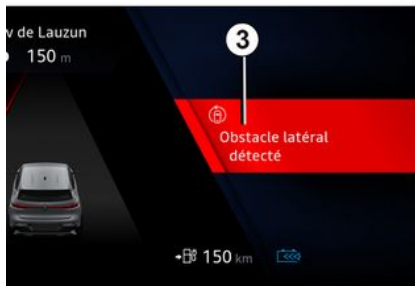 v de Lauzun
150 m
3
Obstacle latéral
détecté
150 km